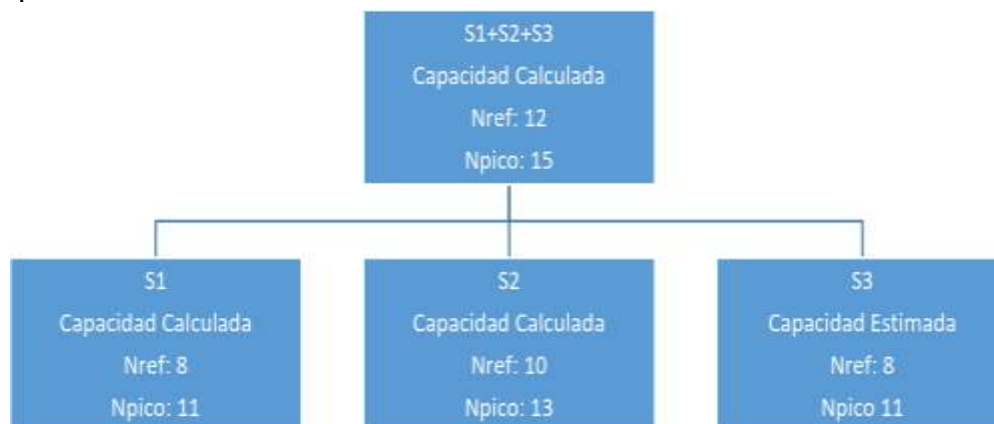 S1+S2+S3
Capacidad Calculada
Nref: 12
Npico: 15
S1
Capacidad Calculada
Nref: 8
Npico: 11
S2
Capacidad Calculada
Nref: 10
Npico: 13
S3
Capacidad Estimada
Nref: 8
Npico 11